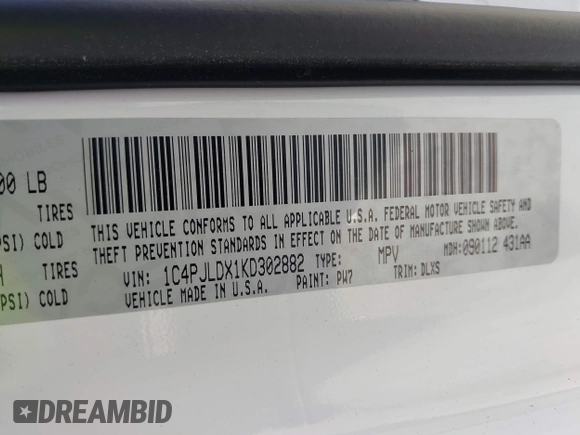 00 LB
TIRES
PSI) COLD
TIRES
PSI) COLD
THIS VEHICLE CONFORMS TO ALL APPLICABLE U.S.A. FEDERAL MOTOR VEHICLE SAFETY AND
THEFT PREVENTION STANDARDS IN EFFECT ON THE DATE OF MANUFACTURE SHOWN ABOVE.
VIN: 1C4PJLDX1KD302882 TYPE: MPV MDH: 090112 431AA
VEHICLE MADE IN U.S.A. PAINT: PW7 TRIM: DLXS
DREAMBID